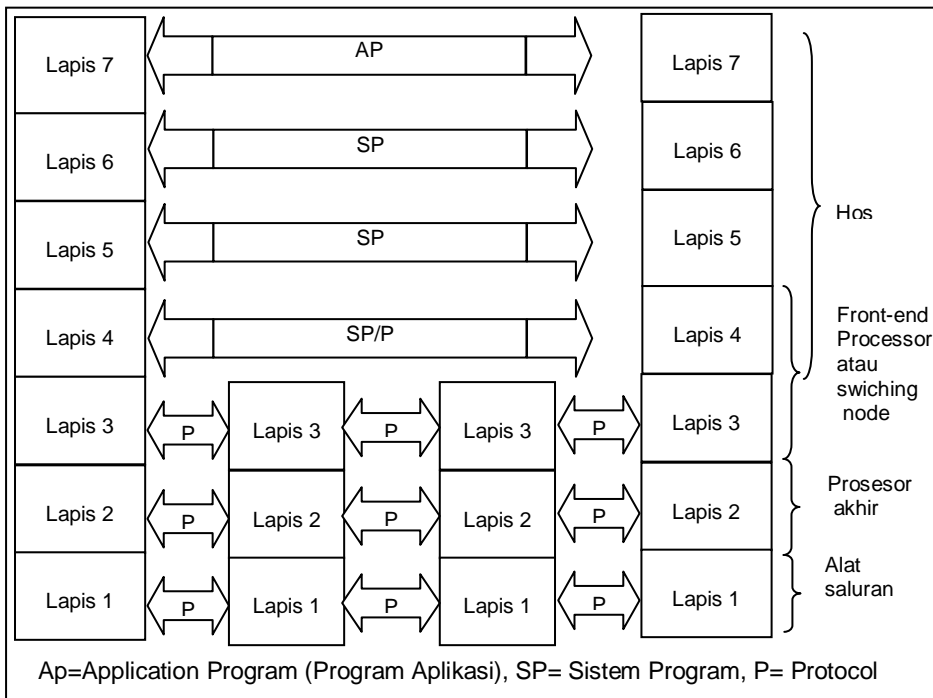 Lapis 7
AP
Lapis 7
Lapis 6
SP
Lapis 6
Hos
Lapis 5
SP
Lapis 5
Lapis 4
SP/P
Lapis 4
Front-end
Processor
atau
swiching
node
Lapis 3
P
Lapis 3
P
Lapis 3
P
Lapis 3
Lapis 2
P
Lapis 2
P
Lapis 2
P
Lapis 2
Prosesor
akhir
Lapis 1
P
Lapis 1
P
Lapis 1
P
Lapis 1
Alat
saluran
Ap=Application Program (Program Aplikasi), SP= Sistem Program, P= Protocol